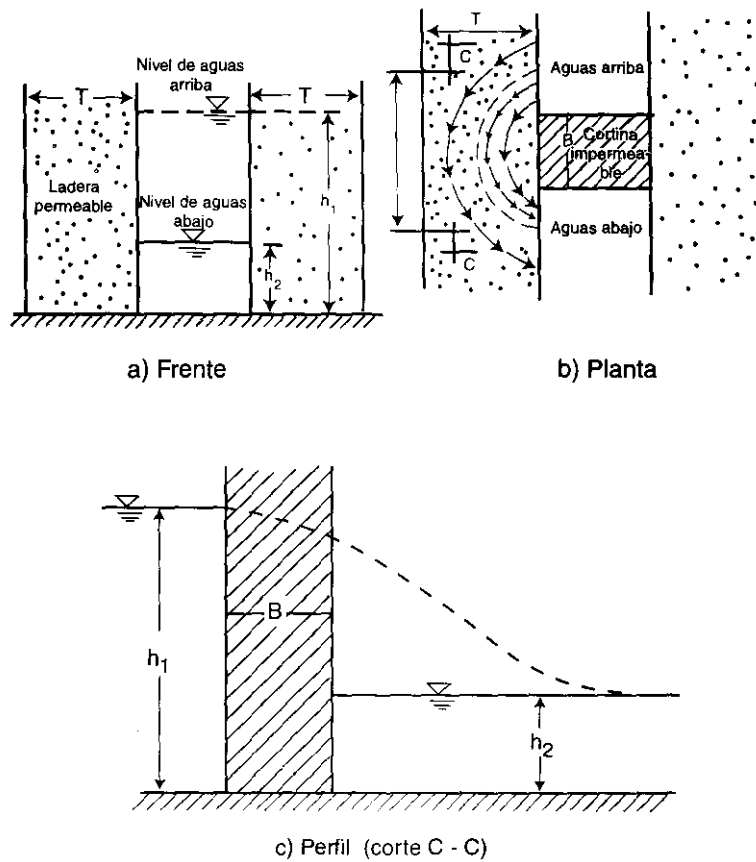 Nivel de aguas
arriba
T
T
Ladera
permeable
Nivel de aguas
abajo
h1
h2
a) Frente
T
C
Aguas arriba
B
Cortina
impermea-
ble
Aguas abajo
C
b) Planta
h1
B
h2
c) Perfil (corte C - C)